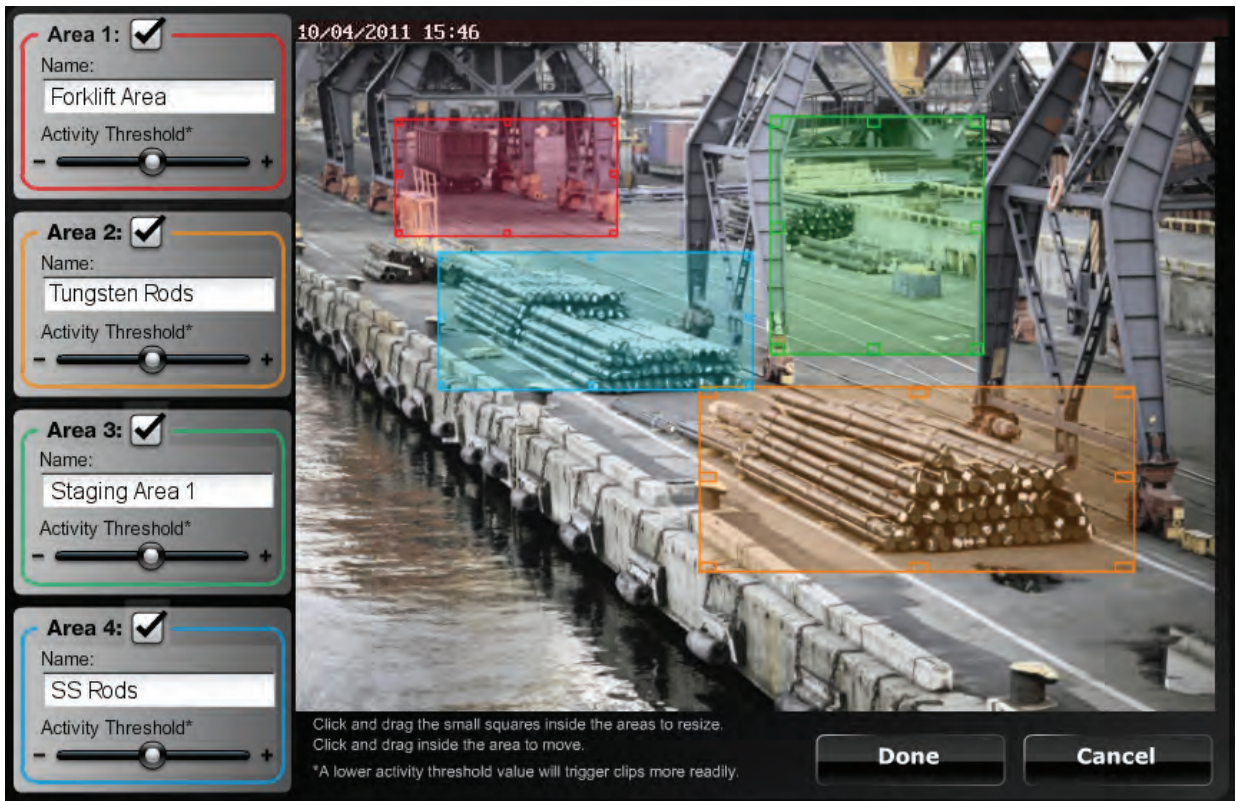 Area 1:
Name:
Forklift Area
Activity Threshold*
- +
Area 2:
Name:
Tungsten Rods
Activity Threshold*
- +
Area 3:
Name:
Staging Area 1
Activity Threshold*
- +
Area 4:
Name:
SS Rods
Activity Threshold*
- +
10/04/2011 15:46
Click and drag the small squares inside the areas to resize.
Click and drag inside the area to move.
*A lower activity threshold value will trigger clips more readily.
Done
Cancel